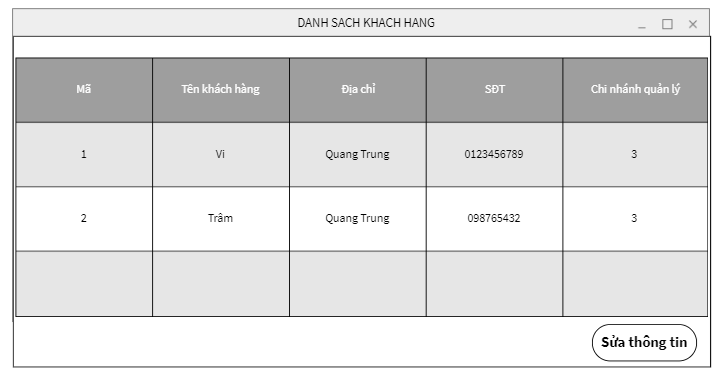 DANH SACH KHACH HANG
Mã Tên khách hàng Địa chỉ SĐT Chi nhánh quản lý
1 Vi Quang Trung 0123456789 3
2 Trâm Quang Trung 098765432 3
Sửa thông tin